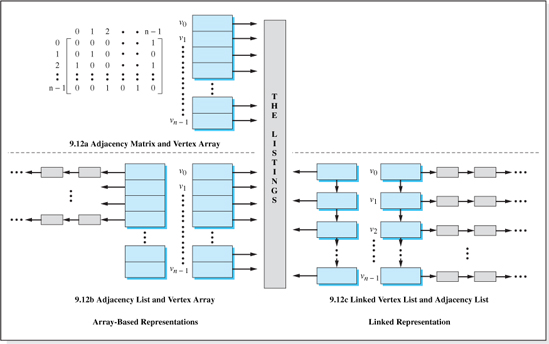 0 1 2 • • n-1
0 0 0 0 • • 1
1 0 1 0 • • 0
2 1 0 0 • • 1
n-1 0 0 1 0 1 0
v0
v1
vn-1
9.12a Adjacency Matrix and Vertex Array
THE LISTINGS
v0
v1
vn-1
9.12b Adjacency List and Vertex Array
Array-Based Representations
v0
v1
v2
vn-1
9.12c Linked Vertex List and Adjacency List
Linked Representation